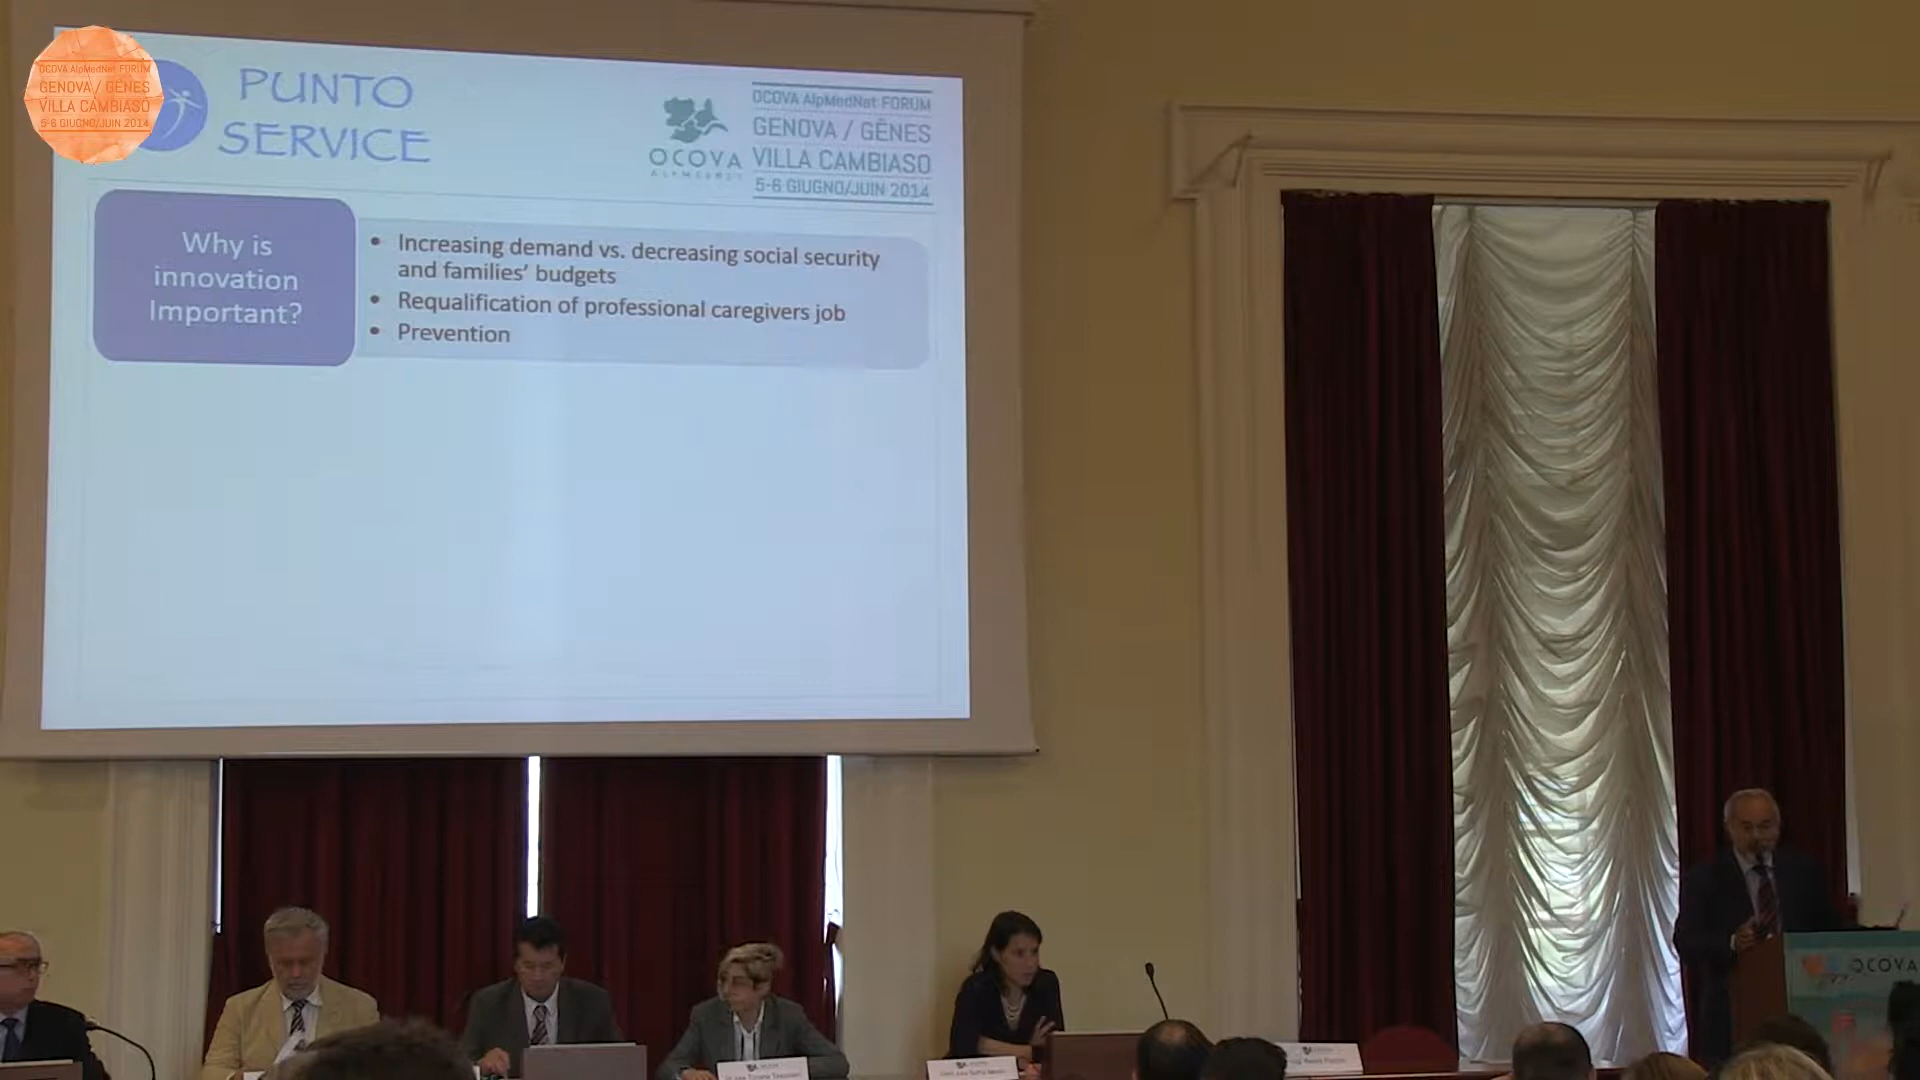 OCOVA AlpMedNet FORUM
GENOVA / GÊNES
VILLA CAMBIASO
5-6 GIUGNO/JUIN 2014
PUNTO
SERVICE
OCOVA
ALPMEDNET
OCOVA AlpMedNet FORUM
GENOVA / GÊNES
VILLA CAMBIASO
5-6 GIUGNO/JUIN 2014
Why is
innovation
Important?
• Increasing demand vs. decreasing social security
and families' budgets
• Requalification of professional caregivers job
• Prevention
OCOVA